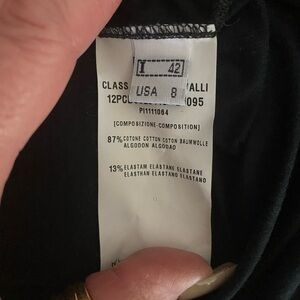 I 42
USA 8
CLASS VALLI
12PC 1095
PI1111064
[COMPOSIZIONE-COMPOSITION]
87% COTONE COTTON COTON BAUMWOLLE
ALGODON ALGODAO
13% ELASTAM ELASTANE ELASTANE
ELASTHAN ELASTANO ELASTANO